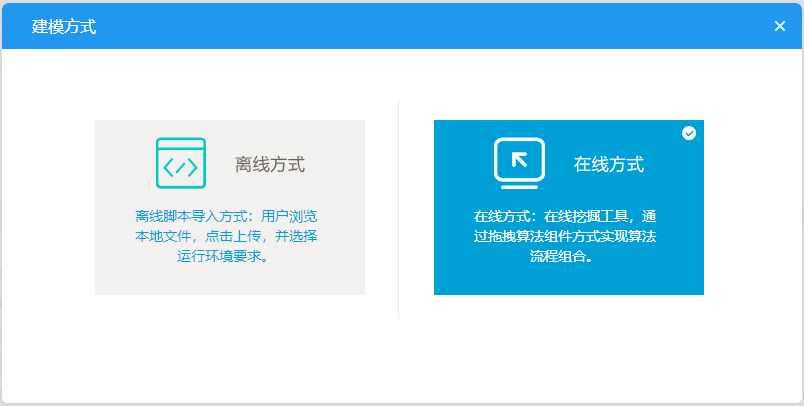 建模方式
离线方式
离线脚本导入方式：用户浏览
本地文件，点击上传，并选择
运行环境要求。
在线方式
在线方式：在线挖掘工具，通
过拖拽算法组件方式实现算法
流程组合。